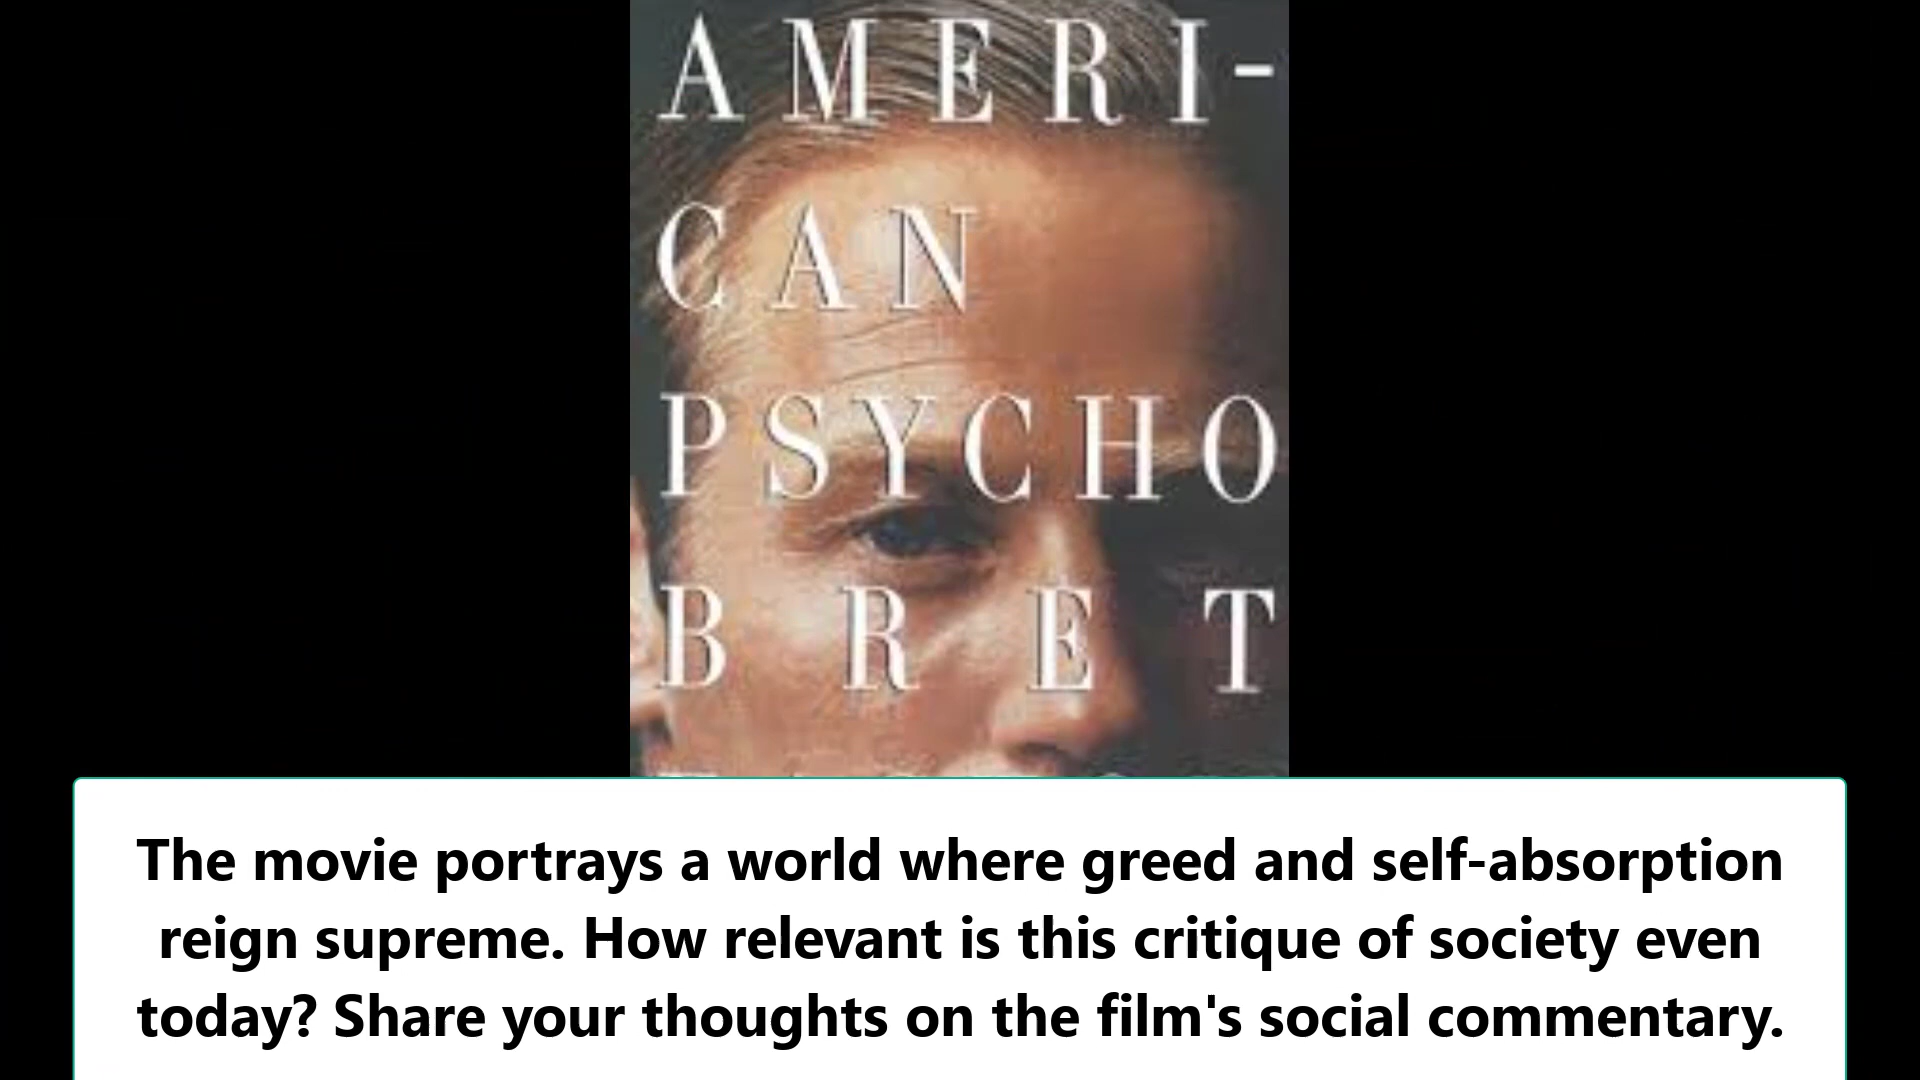 AMERI-
CAN
PSYCHO
BRET
The movie portrays a world where greed and self-absorption
reign supreme. How relevant is this critique of society even
today? Share your thoughts on the film's social commentary.